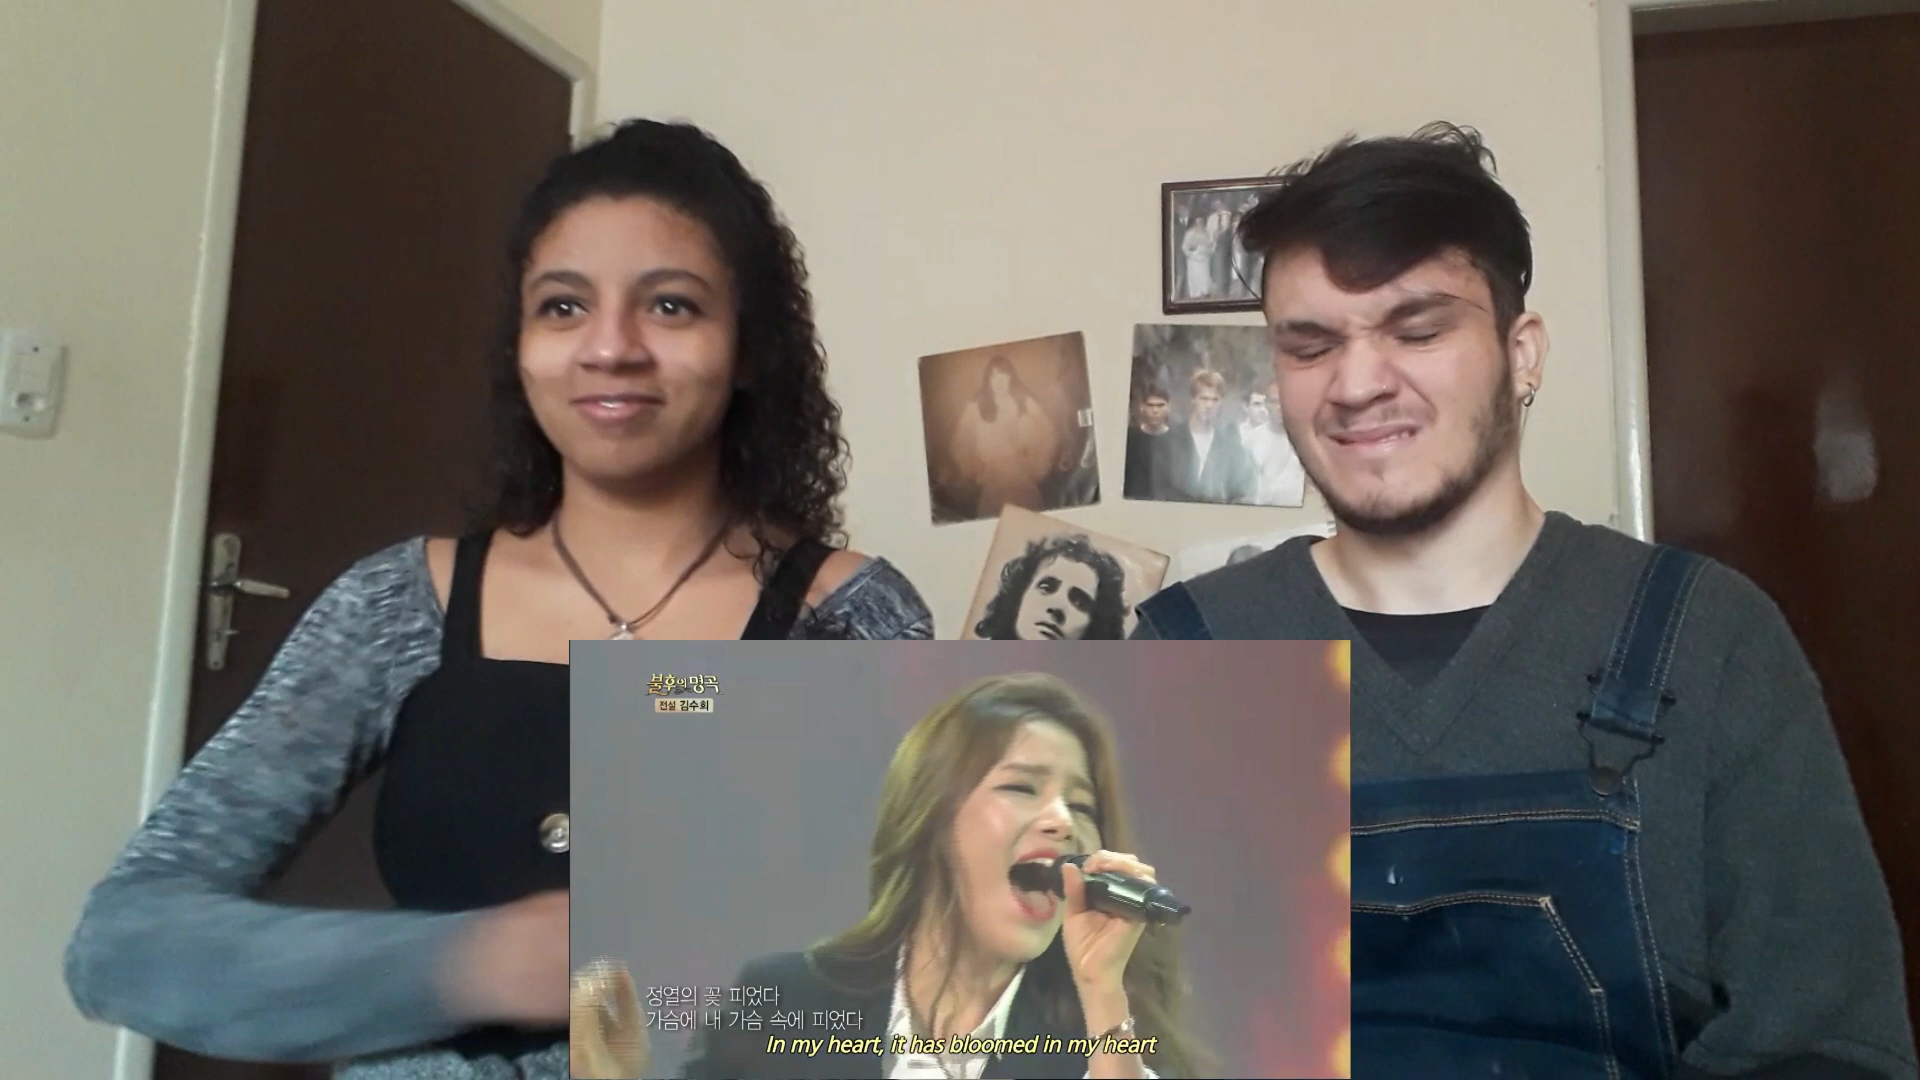 불후의 명곡
전설 김수희
정열의 꽃 피었다
가슴에 내 가슴 속에 피었다
In my heart, it has bloomed in my heart